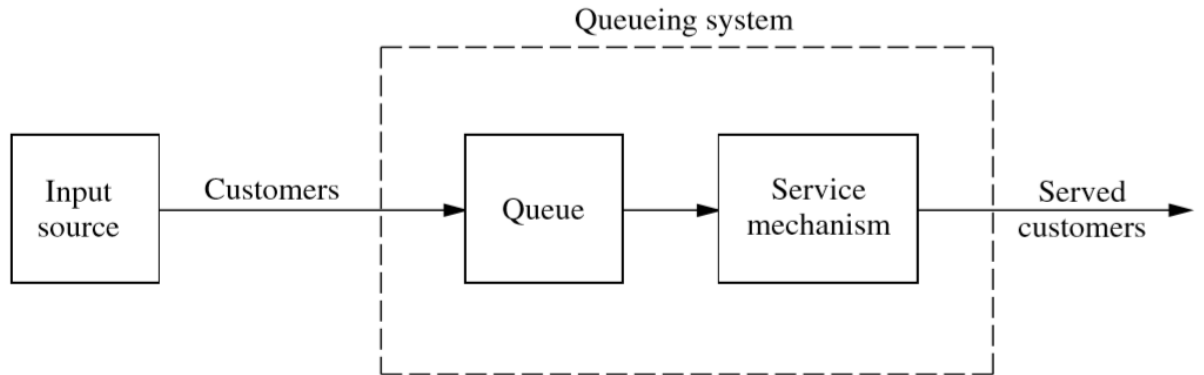 Queueing system
Input
source
Customers
Queue
Service
mechanism
Served
customers